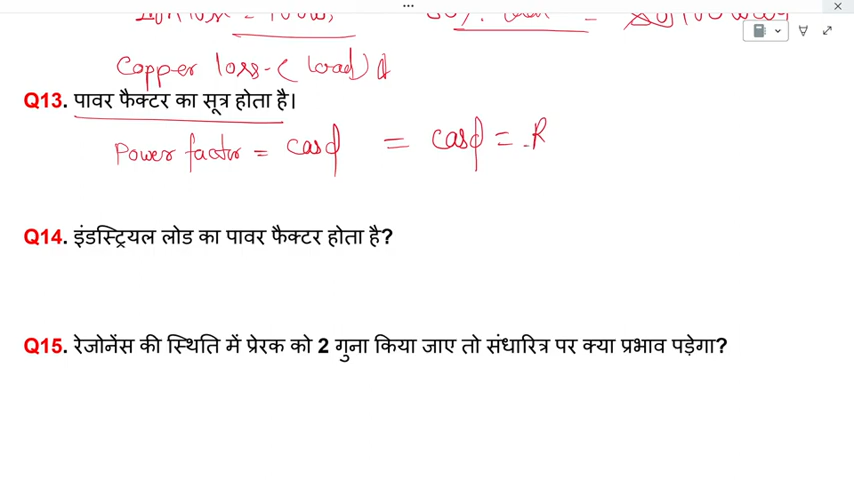 Copper loss-(load)
Q13. पावर फैक्टर का सूत्र होता है।
Power factor = cosφ = cosφ = R
Q14. इंडस्ट्रियल लोड का पावर फैक्टर होता है?
Q15. रेजोनेंस की स्थिति में प्रेरक को 2 गुना किया जाए तो संधारित्र पर क्या प्रभाव पड़ेगा?